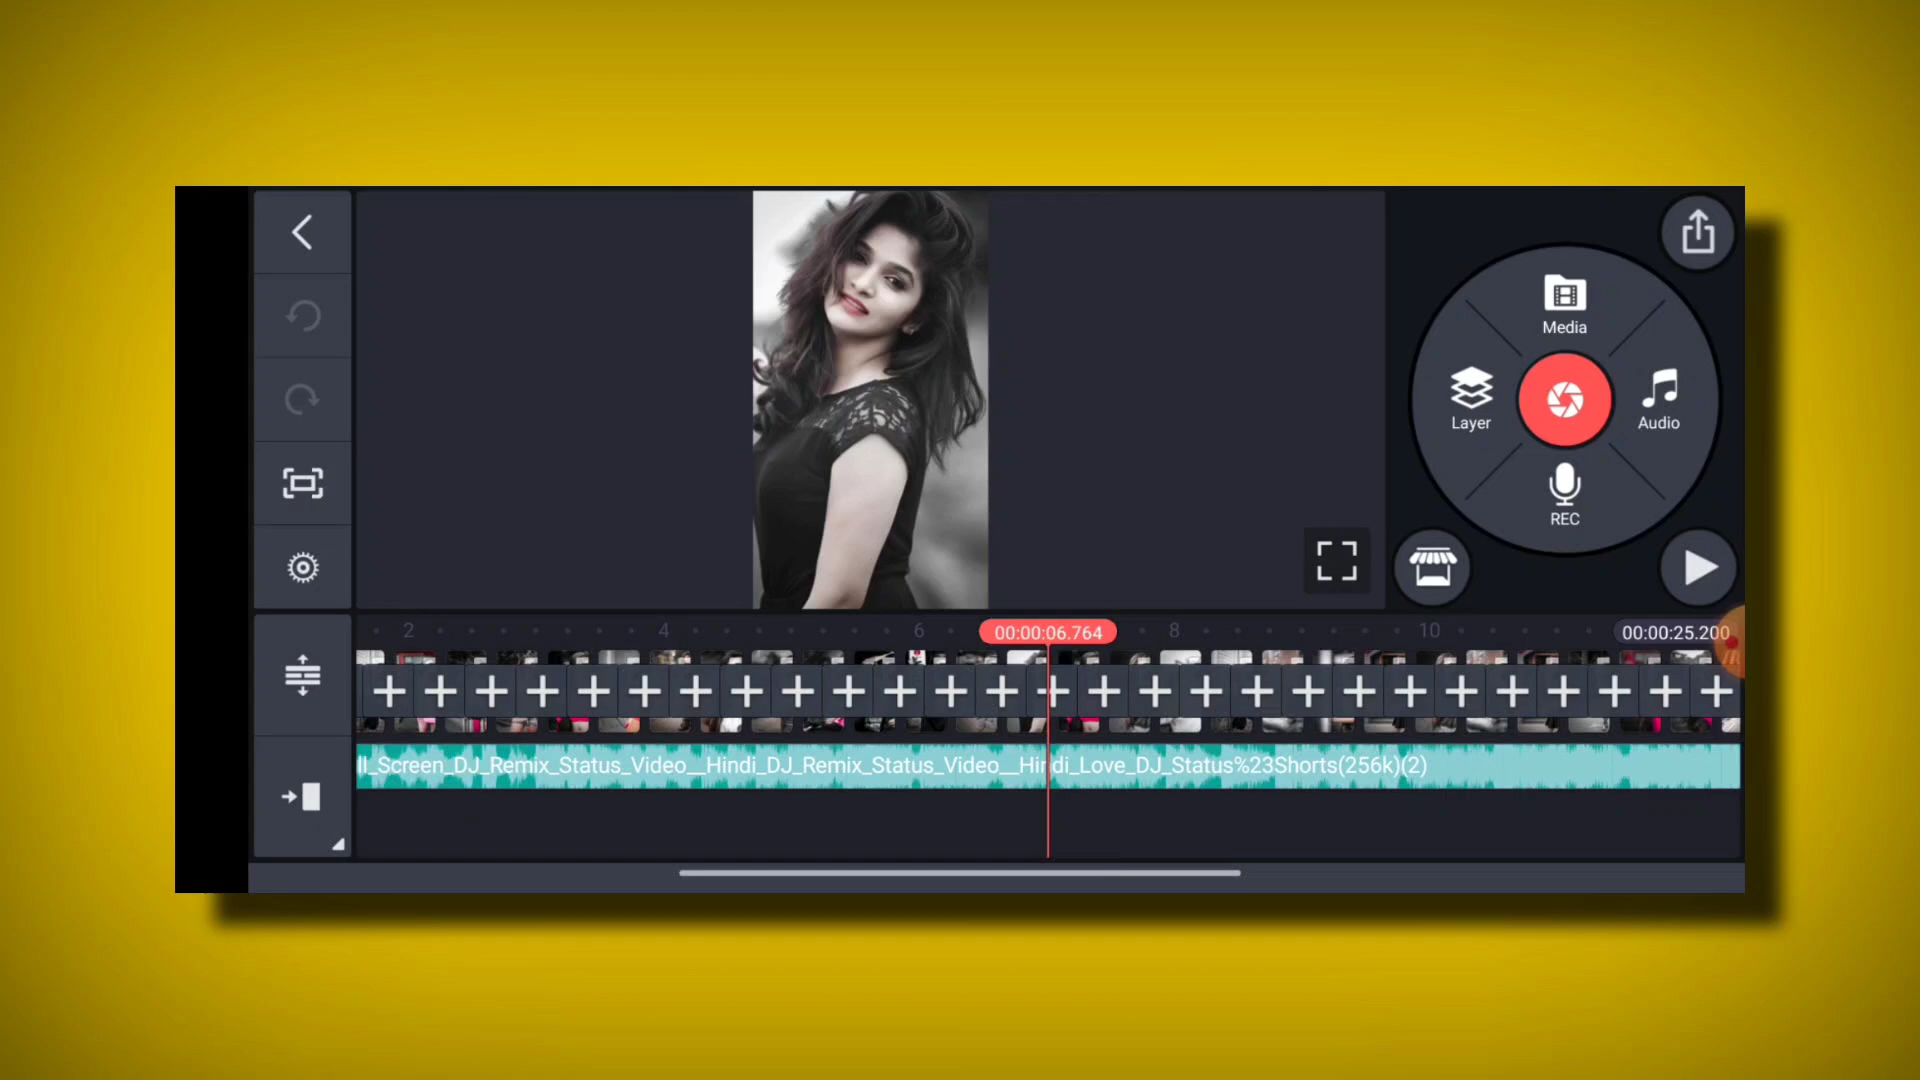 Media
Layer
Audio
REC
2
4
6
00:00:06.764
8
10
00:00:25.200
ll_Screen_DJ_Remix_Status_Video__Hindi_DJ_Remix_Status_Video__Hindi_Love_DJ_Status%23Shorts(256k)(2)